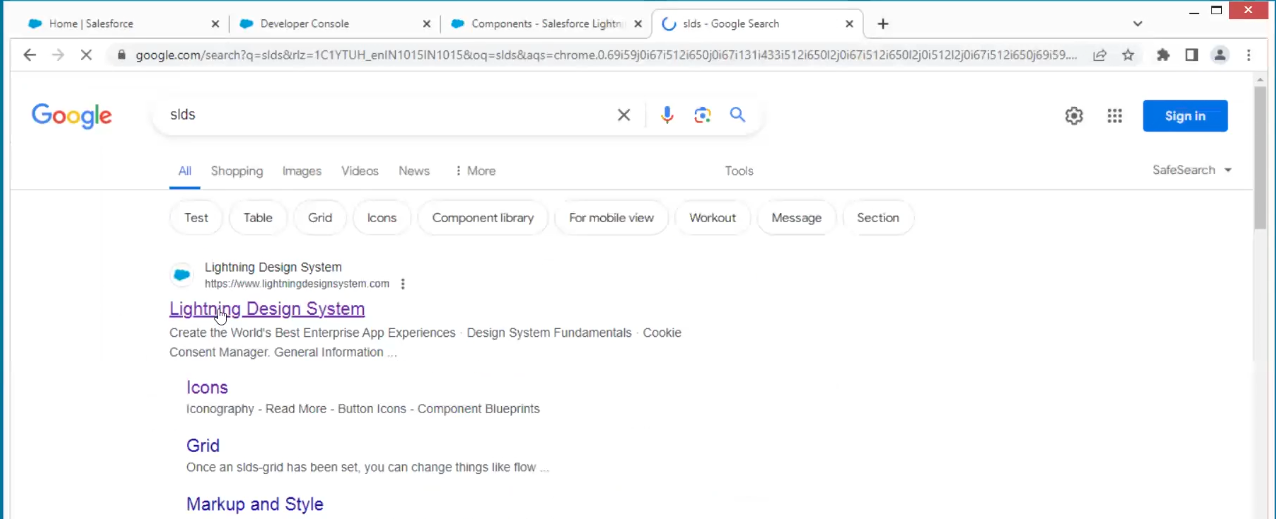 Home | Salesforce
Developer Console
Components - Salesforce Lightn
slds - Google Search
google.com/search?q=slds&rlz=1C1YTUH_enIN1015IN1015&oq=slds&aqs=chrome.0.69i59j0i67i512i650j0i67i131i433i512i650l2j0i67i512i650l2j0i512l2j0i67i512i650j69i59....
Google
slds
Sign in
All
Shopping
Images
Videos
News
More
Tools
SafeSearch
Test
Table
Grid
Icons
Component library
For mobile view
Workout
Message
Section
Lightning Design System
https://www.lightningdesignsystem.com
Lightning Design System
Create the World's Best Enterprise App Experiences · Design System Fundamentals · Cookie
Consent Manager. General Information ...
Icons
Iconography - Read More - Button Icons - Component Blueprints
Grid
Once an slds-grid has been set, you can change things like flow ...
Markup and Style